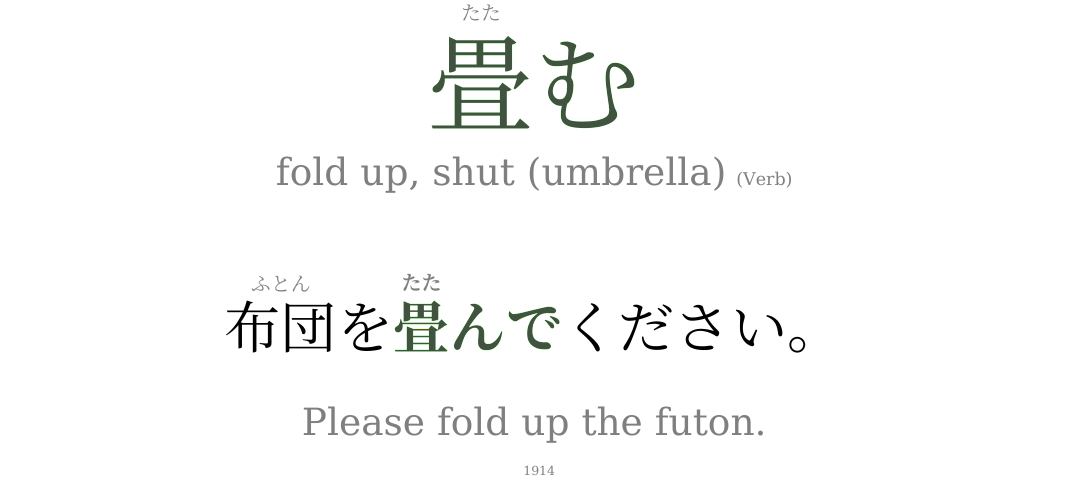 たた
畳む
fold up, shut (umbrella) (Verb)
ふとん たた
布団を畳んでください。
Please fold up the futon.
1914